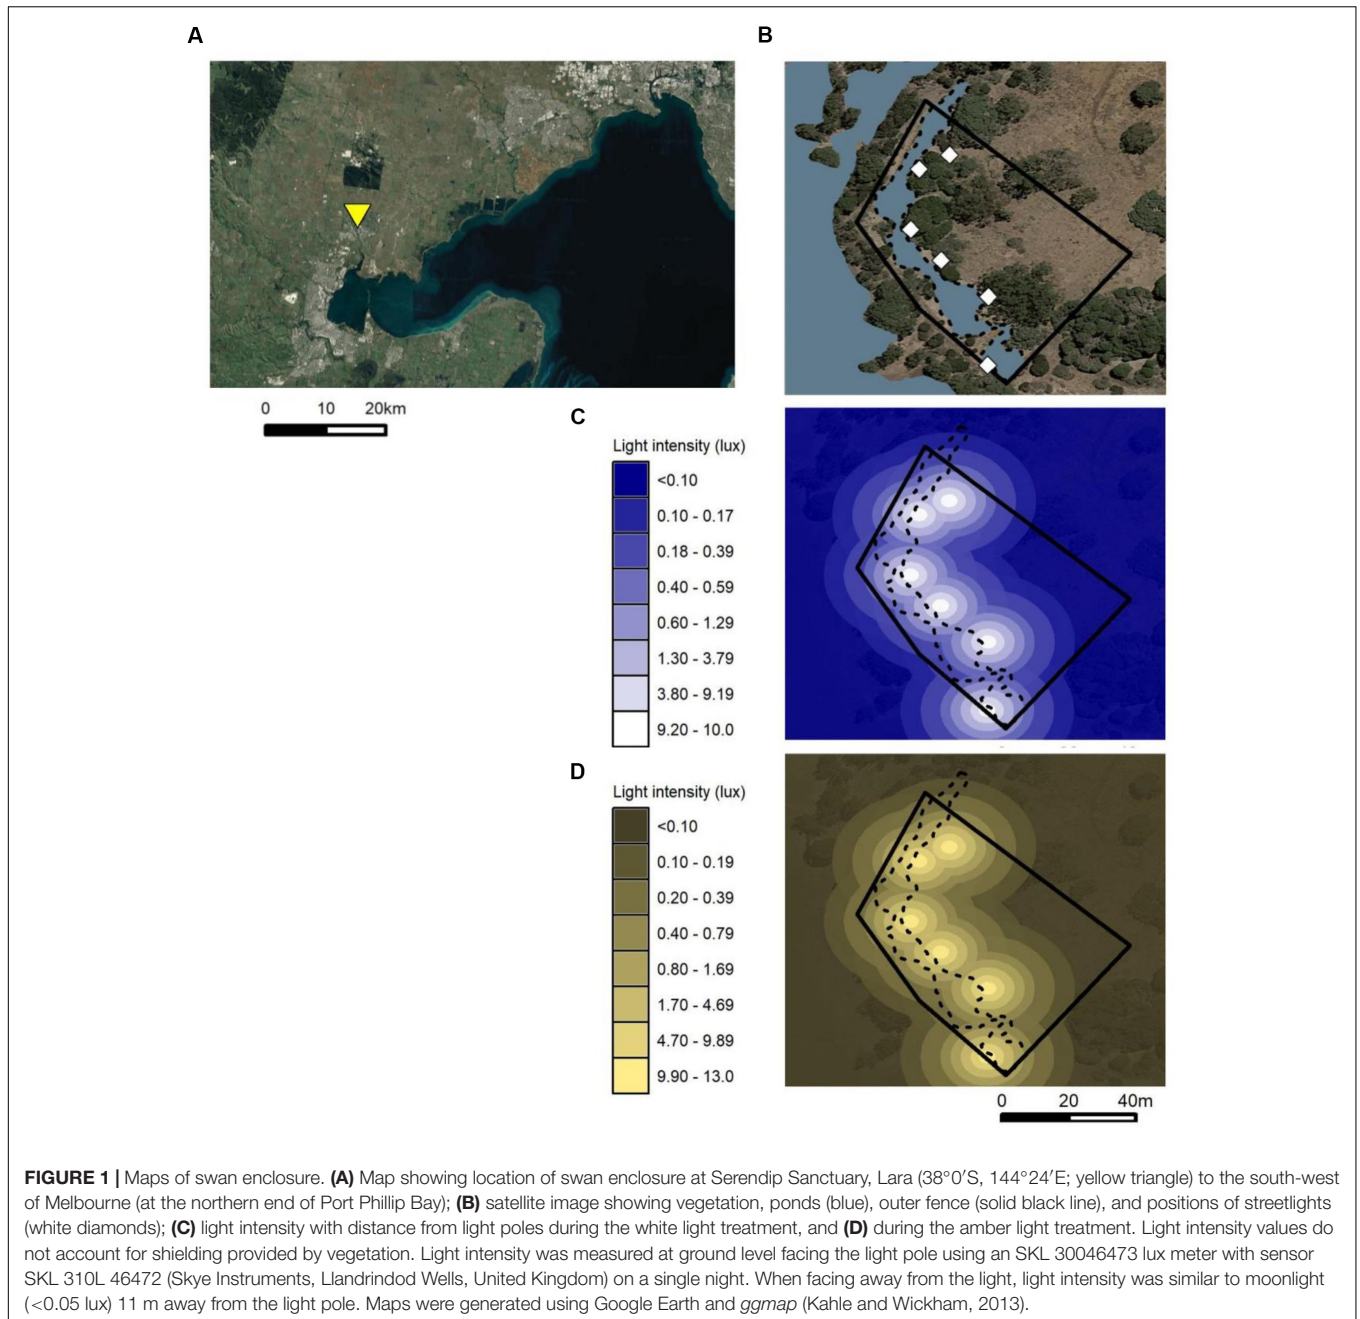 A
B
0 10 20km
C
Light intensity (lux)
<0.10
0.10 - 0.17
0.18 - 0.39
0.40 - 0.59
0.60 - 1.29
1.30 - 3.79
3.80 - 9.19
9.20 - 10.0
D
Light intensity (lux)
<0.10
0.10 - 0.19
0.20 - 0.39
0.40 - 0.79
0.80 - 1.69
1.70 - 4.69
4.70 - 9.89
9.90 - 13.0
0 20 40m
FIGURE 1 | Maps of swan enclosure. (A) Map showing location of swan enclosure at Serendip Sanctuary, Lara (38°0′S, 144°24′E; yellow triangle) to the south-west
of Melbourne (at the northern end of Port Phillip Bay); (B) satellite image showing vegetation, ponds (blue), outer fence (solid black line), and positions of streetlights
(white diamonds); (C) light intensity with distance from light poles during the white light treatment, and (D) during the amber light treatment. Light intensity values do
not account for shielding provided by vegetation. Light intensity was measured at ground level facing the light pole using an SKL 30046473 lux meter with sensor
SKL 310L 46472 (Skye Instruments, Llandrindod Wells, United Kingdom) on a single night. When facing away from the light, light intensity was similar to moonlight
(<0.05 lux) 11 m away from the light pole. Maps were generated using Google Earth and ggmap (Kahle and Wickham, 2013).